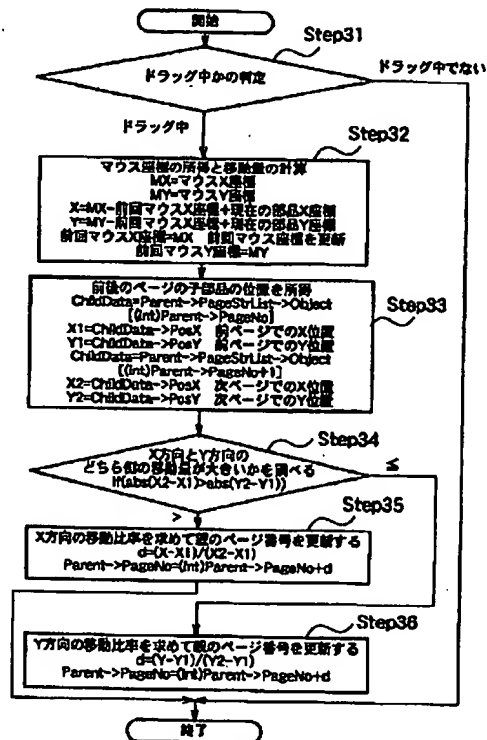 開始
Step31
ドラッグ中かの判定
ドラッグ中でない
ドラッグ中
Step32
マウス座標の所得と移動量の計算
MX=マウスX座標
MY=マウスY座標
X=MX-前回マウスX座標+現在の部品X座標
Y=MY-前回マウスX座標+現在の部品Y座標
前回マウスX座標=MX 前回マウス座標を更新
前回マウスY座標=MY
Step33
前後のページの子部品の位置を所得
ChildData=Parent->PageStrList->Object
[(int)Parent->PageNo]
X1=ChildData->PosX 前ページでのX位置
Y1=ChildData->PosY 前ページでのY位置
ChildData=Parent->PageStrList->Object
[(int)Parent->PageNo+1]
X2=ChildData->PosX 次ページでのX位置
Y2=ChildData->PosY 次ページでのY位置
Step34
X方向とY方向の
どちら側の移動量が大きいかを調べる
if(abs(X2-X1)>abs(Y2-Y1))
≦
>
Step35
X方向の移動比率を求めて親のページ番号を更新する
d=(X-X1)/(X2-X1)
Parent->PageNo=(int)Parent->PageNo+d
Step36
Y方向の移動比率を求めて親のページ番号を更新する
d=(Y-Y1)/(Y2-Y1)
Parent->PageNo=(int)Parent->PageNo+d
終了